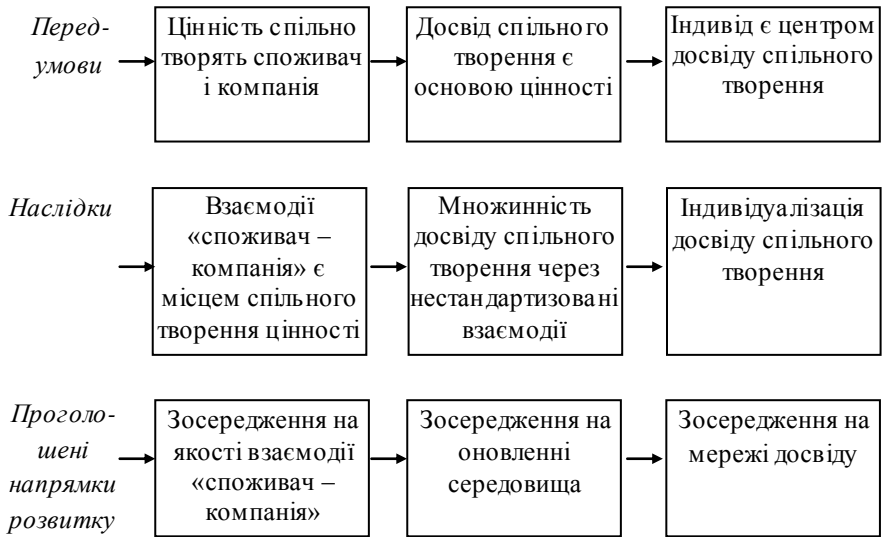 Перед-
умови
Цінність спільно
творять споживач
і компанія
Досвід спільного
творення є
основою цінності
Індивід є центром
досвіду спільного
творення
Наслідки
Взаємодії
«споживач –
компанія» є
місцем спільного
творення цінності
Множинність
досвіду спільного
творення через
нестандартизовані
взаємодії
Індивідуалізація
досвіду спільного
творення
Проголо-
шені
напрямки
розвитку
Зосередження на
якості взаємодії
«споживач –
компанія»
Зосередження на
оновленні
середовища
Зосередження на
мережі досвіду